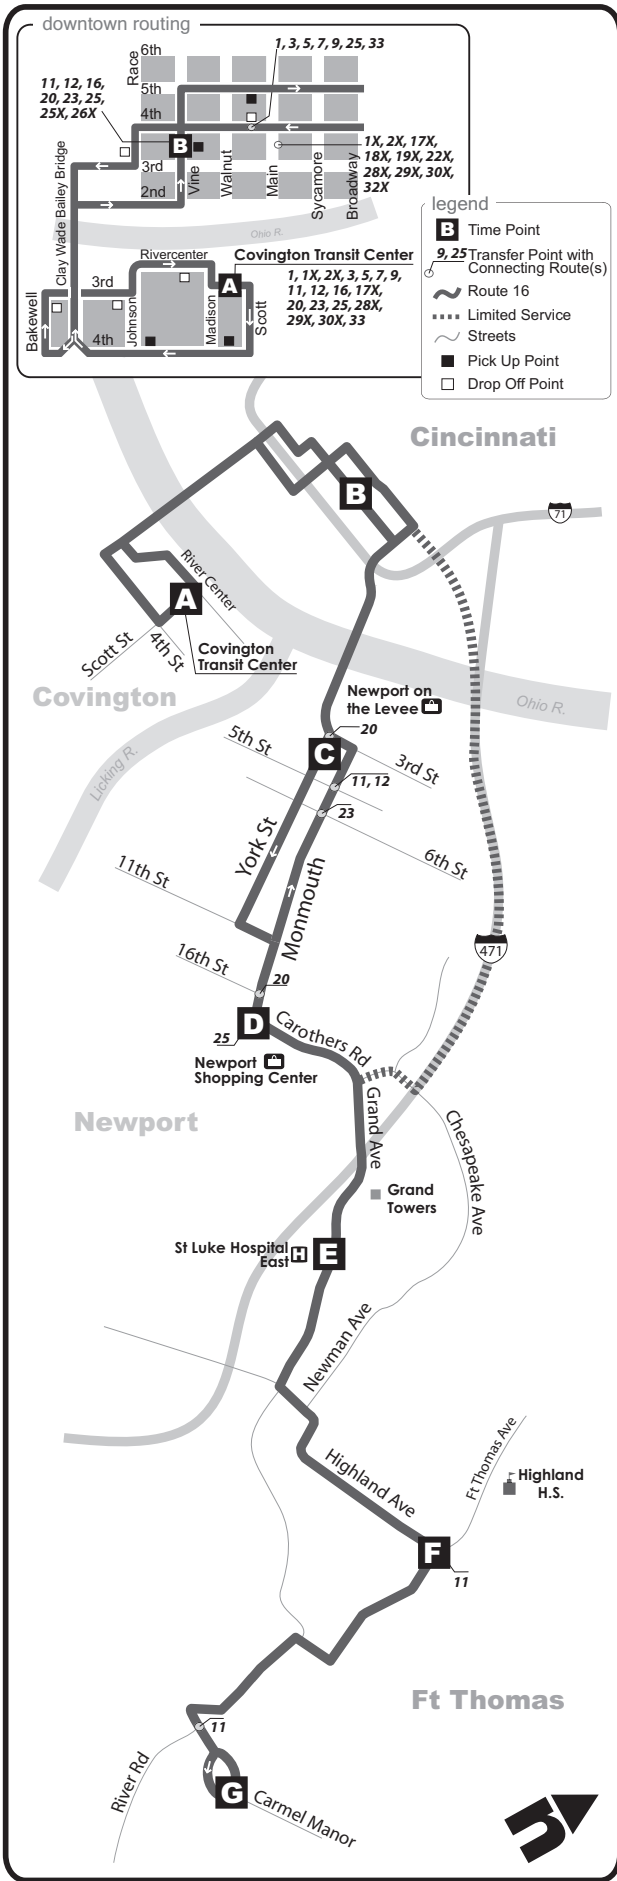 downtown routing
6th
Race
5th
4th
3rd
2nd
1, 3, 5, 7, 9, 25, 33
11, 12, 16,
20, 23, 25,
25X, 26X
B
1X, 2X, 17X,
18X, 19X, 22X,
28X, 29X, 30X,
32X
Vine
Walnut
Main
Sycamore
Broadway
Clay Wade Bailey Bridge
Ohio R.
Rivercenter
Covington Transit Center
A
1, 1X, 2X, 3, 5, 7, 9,
11, 12, 16, 17X,
20, 23, 25, 28X,
29X, 30X, 33
3rd
4th
Bakewell
Johnson
Madison
Scott
legend
B Time Point
9, 25 Transfer Point with
Connecting Route(s)
Route 16
Limited Service
Streets
Pick Up Point
Drop Off Point
Cincinnati
B
71
River Center
A
Covington
Transit Center
Scott St
4th St
Covington
Licking R.
Ohio R.
Newport on
the Levee
20
C
5th St
3rd St
11, 12
23
York St
6th St
Monmouth
11th St
471
16th St
20
D
25
Carothers Rd
Newport
Shopping Center
Newport
Grand Ave
Chesapeake Ave
Grand
Towers
St Luke Hospital
East
H
E
Newman Ave
Highland Ave
Ft Thomas Ave
Highland
H.S.
F
11
Ft Thomas
11
River Rd
G
Carmel Manor
n